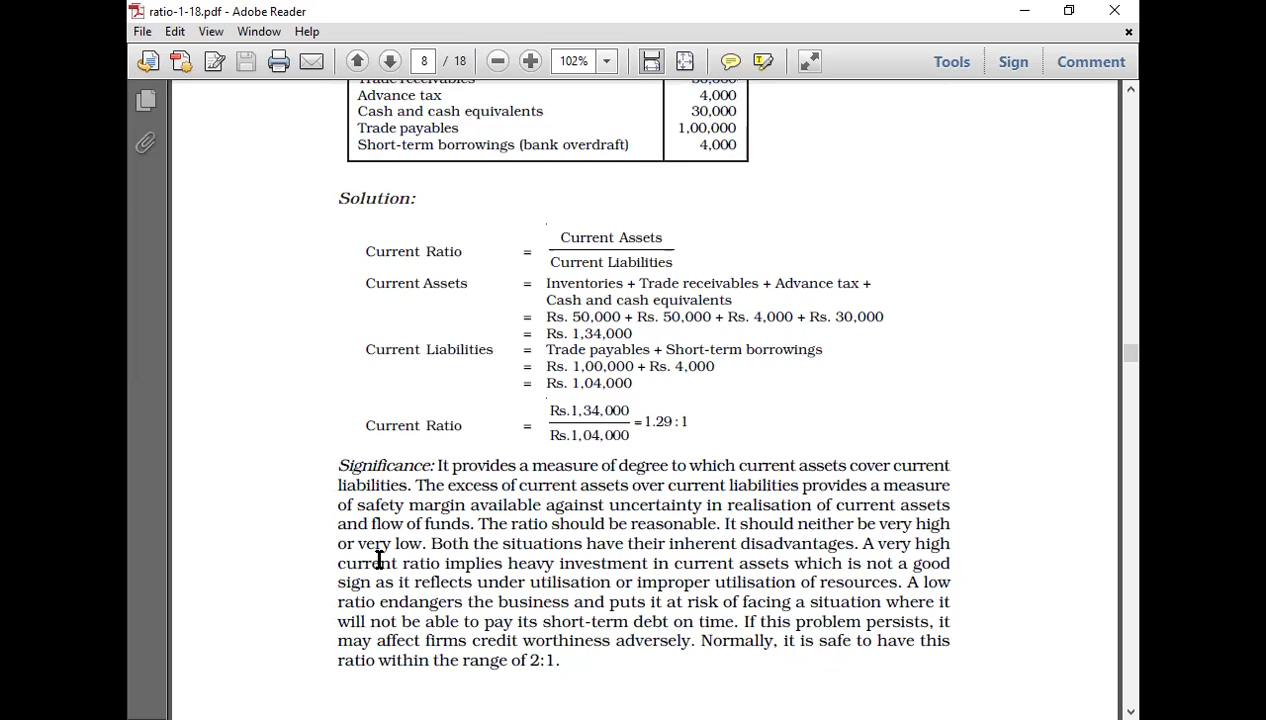 ratio-1-18.pdf - Adobe Reader
File Edit View Window Help
8 / 18 102% Tools Sign Comment
Trade receivables 50,000
Advance tax 4,000
Cash and cash equivalents 30,000
Trade payables 1,00,000
Short-term borrowings (bank overdraft) 4,000
Solution:
Current Ratio = Current Assets
Current Liabilities
Current Assets = Inventories + Trade receivables + Advance tax +
Cash and cash equivalents
= Rs. 50,000 + Rs. 50,000 + Rs. 4,000 + Rs. 30,000
= Rs. 1,34,000
Current Liabilities = Trade payables + Short-term borrowings
= Rs. 1,00,000 + Rs. 4,000
= Rs. 1,04,000
Current Ratio = Rs.1,34,000 = 1.29 : 1
Rs.1,04,000
Significance: It provides a measure of degree to which current assets cover current
liabilities. The excess of current assets over current liabilities provides a measure
of safety margin available against uncertainty in realisation of current assets
and flow of funds. The ratio should be reasonable. It should neither be very high
or very low. Both the situations have their inherent disadvantages. A very high
current ratio implies heavy investment in current assets which is not a good
sign as it reflects under utilisation or improper utilisation of resources. A low
ratio endangers the business and puts it at risk of facing a situation where it
will not be able to pay its short-term debt on time. If this problem persists, it
may affect firms credit worthiness adversely. Normally, it is safe to have this
ratio within the range of 2:1.